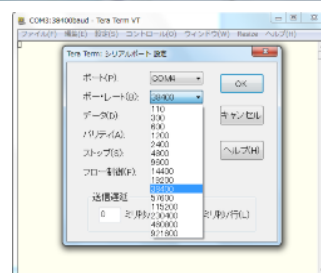 COM3:38400baud - Tera Term VT
ファイル(F) 編集(E) 設定(S) コントロール(O) ウィンドウ(W) Resize ヘルプ(H)
Tera Term: シリアルポート 設定
ポート(P): COM4 OK
ボー・レート(B): 38400
110
データ(D) 300 キャンセル
600
パリティ(A): 1200
2400
ストップ(S): 4800 ヘルプ(H)
9600
フロー制御(F): 14400
19200
38400
送信遅延 57600
115200
0 ミリ秒/ 230400 ミリ秒/行(L)
460800
921600